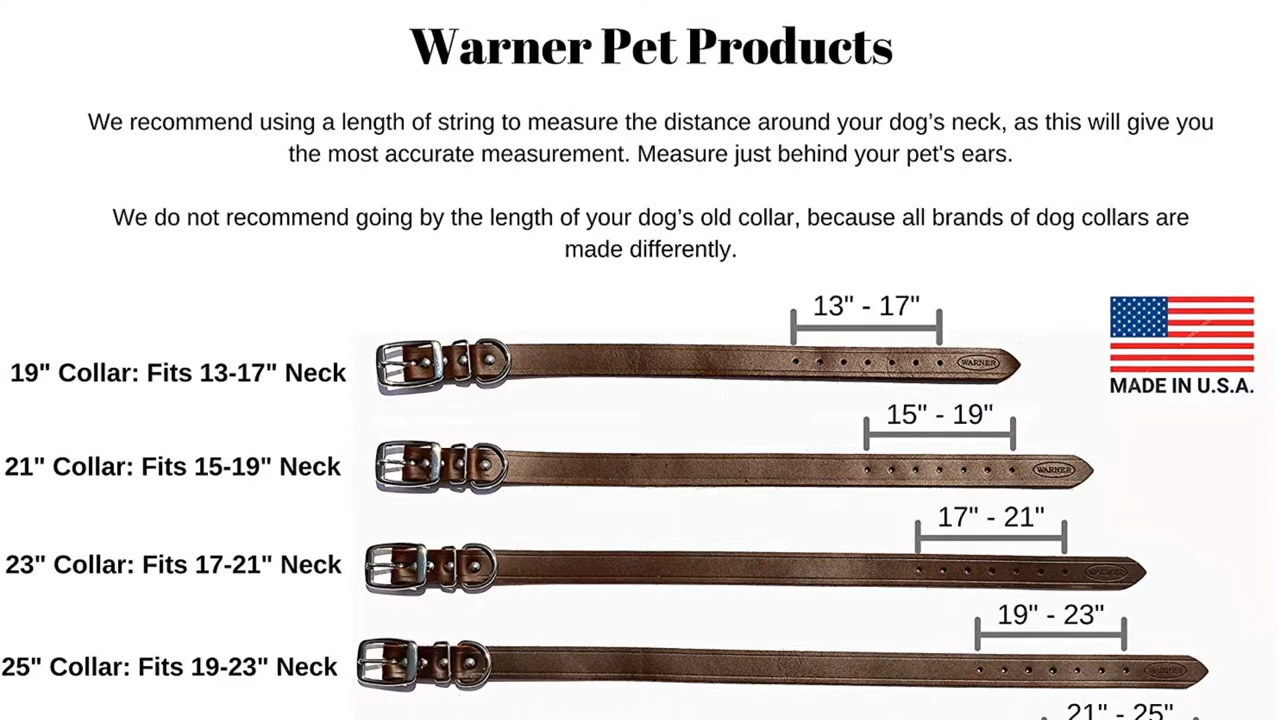 Warner Pet Products
We recommend using a length of string to measure the distance around your dog’s neck, as this will give you
the most accurate measurement. Measure just behind your pet's ears.
We do not recommend going by the length of your dog’s old collar, because all brands of dog collars are
made differently.
13" - 17"
19" Collar: Fits 13-17" Neck
WARNER
MADE IN U.S.A.
15" - 19"
21" Collar: Fits 15-19" Neck
WARNER
17" - 21"
23" Collar: Fits 17-21" Neck
19" - 23"
25" Collar: Fits 19-23" Neck
WARNER
21" - 25"